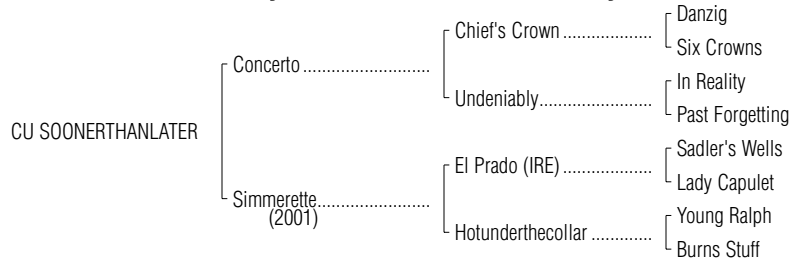 Danzig
Chief's Crown ..................
Six Crowns
Concerto ..........................
In Reality
Undeniably.......................
Past Forgetting
CU SOONERTHANLATER
Sadler's Wells
El Prado (IRE) ..................
Lady Capulet
Simmerette.......................
(2001)
Young Ralph
Hotunderthecollar ............
Burns Stuff